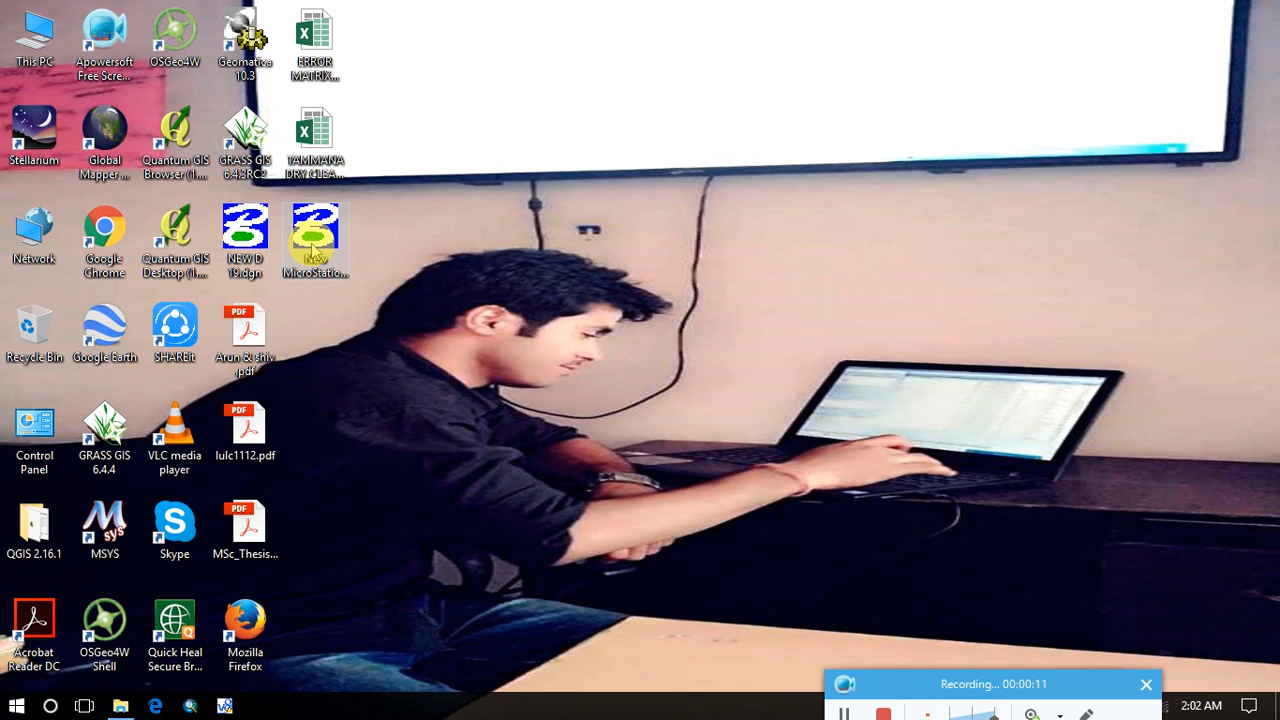 This PC
Apowersoft
Free Scre...
OSGeo4W
Geomatica
10.3
ERROR
MATRIX...
Stellarium
Global
Mapper ...
Quantum GIS
Browser (1....
GRASS GIS
6.4.3RC2
TAMMANA
DRY CLEA...
Network
Google
Chrome
Quantum GIS
Desktop (1....
NEW D
19.dgn
New
MicroStatio...
Recycle Bin
Google Earth
SHAREit
Arun & shiv
.pdf
Control
Panel
GRASS GIS
6.4.4
VLC media
player
lulc1112.pdf
QGIS 2.16.1
MSYS
Skype
MSc_Thesis...
Acrobat
Reader DC
OSGeo4W
Shell
Quick Heal
Secure Br...
Mozilla
Firefox
Recording... 00:00:11
2:02 AM